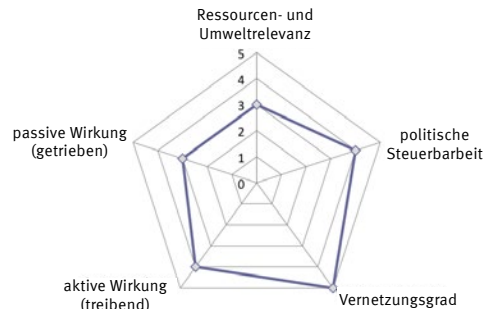 Ressourcen- und
Umweltrelevanz
5
4
3
2
1
0
passive Wirkung
(getrieben)
politische
Steuerbarbeit
aktive Wirkung
(treibend)
Vernetzungsgrad